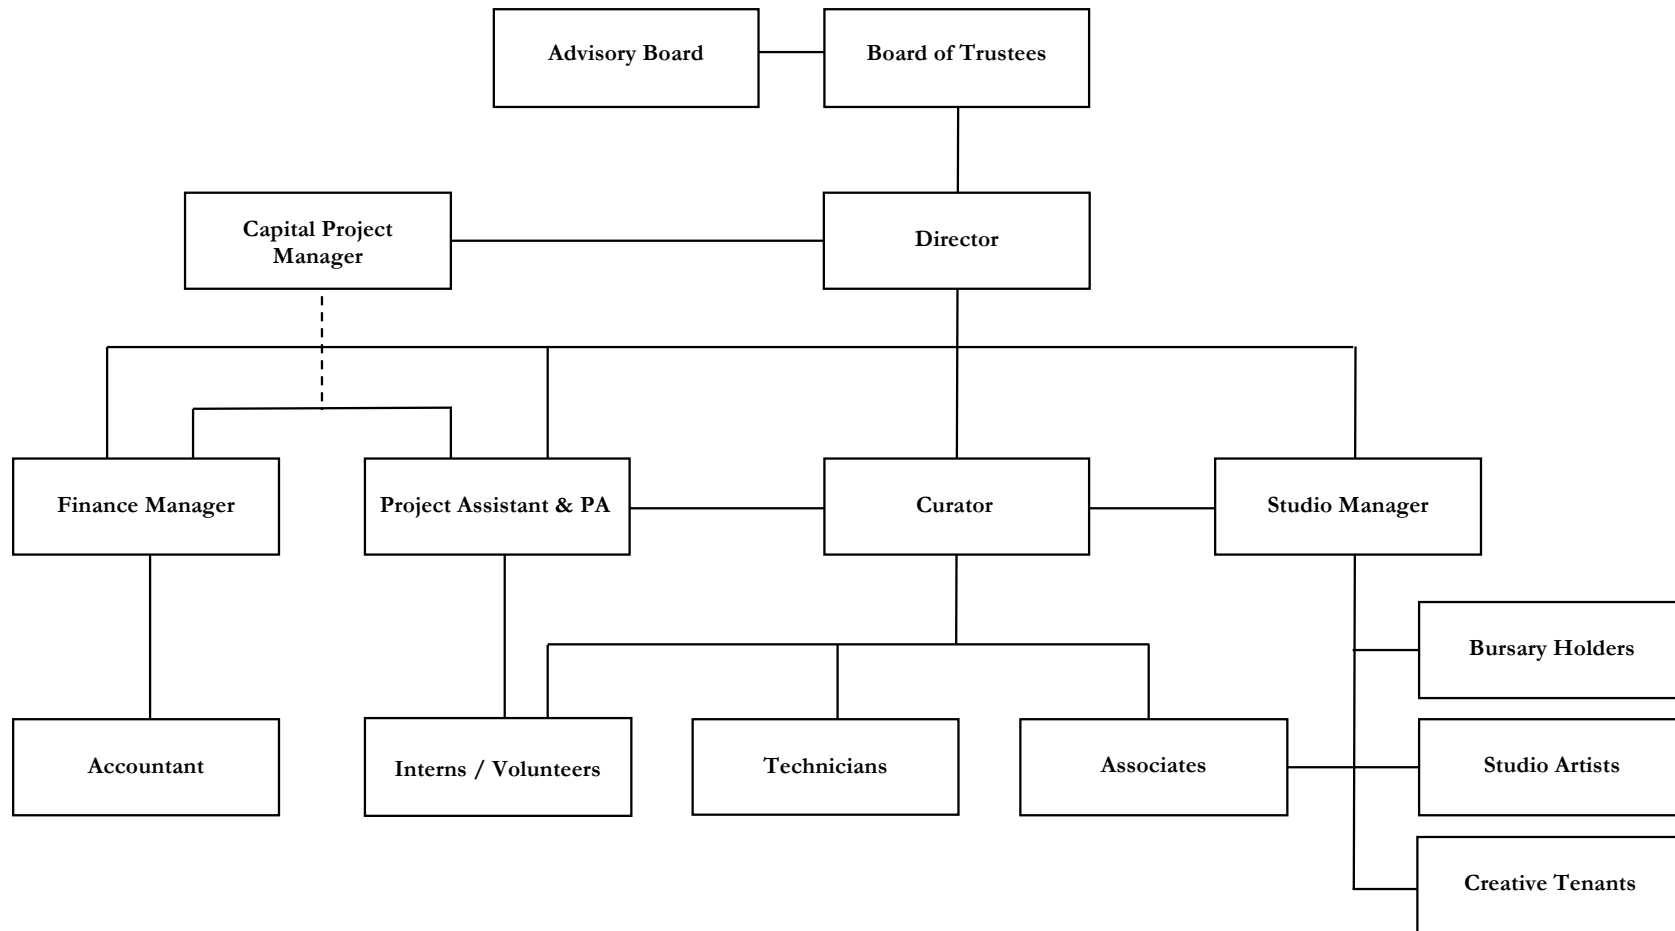 Advisory Board
Board of Trustees
Capital Project
Manager
Director
Finance Manager
Project Assistant & PA
Curator
Studio Manager
Bursary Holders
Accountant
Interns / Volunteers
Technicians
Associates
Studio Artists
Creative Tenants